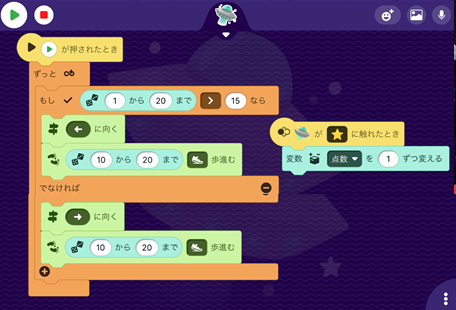 が押されたとき
ずっと
もし 1 から 20 まで > 15 なら
に向く
10 から 20 まで 歩進む
でなければ
に向く
10 から 20 まで 歩進む
が に触れたとき
変数 点数 を 1 ずつ変える